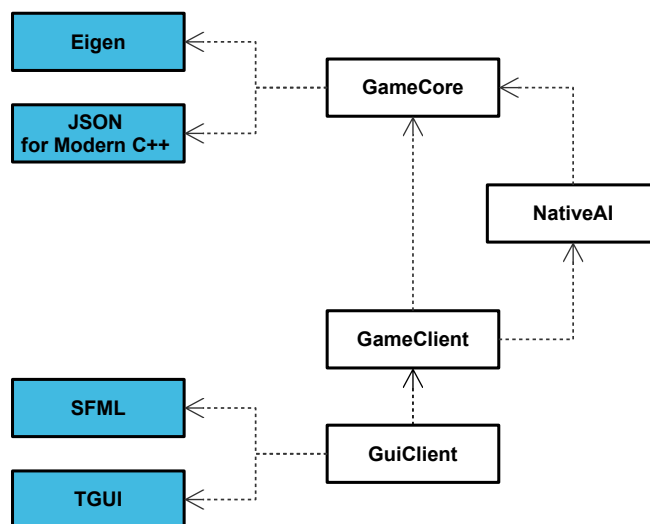 Eigen
GameCore
JSON
for Modern C++
NativeAI
GameClient
SFML
GuiClient
TGUI